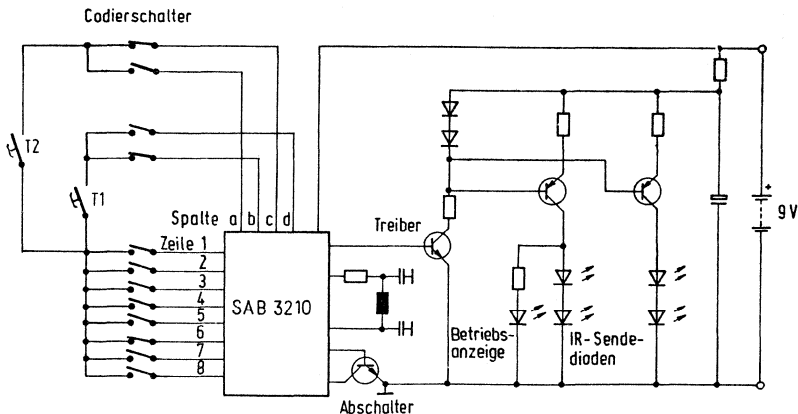 Codierschalter
T2
T1
Spalte a b c d
Treiber
9 V
+
Zeile 1
2
3
4
5
6
7
8
SAB 3210
Betriebs-
anzeige
IR-Sende-
dioden
Abschalter